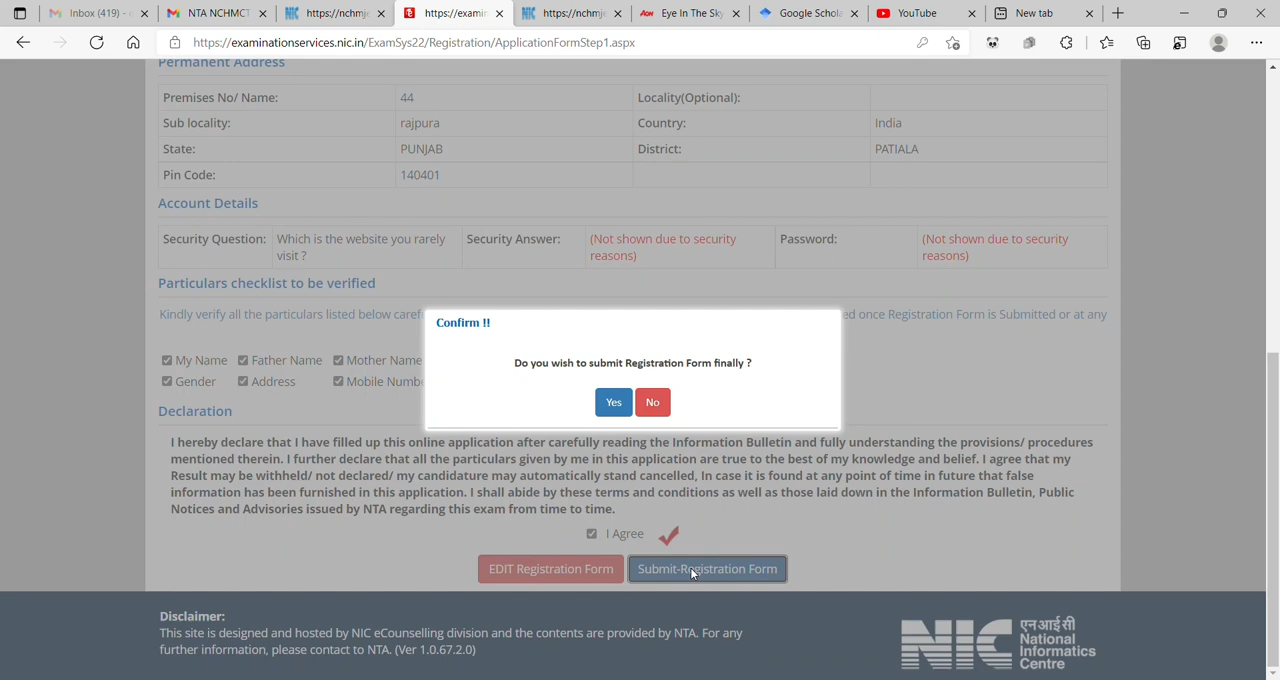 Inbox (419) -
NTA NCHMCT
https://nchmje
https://examin
https://nchmje
Eye In The Sky
Google Schola
YouTube
New tab
https://examinationservices.nic.in/ExamSys22/Registration/ApplicationFormStep1.aspx
Permanent Address
Premises No/ Name: 44 Locality(Optional):
Sub locality: rajpura Country: India
State: PUNJAB District: PATIALA
Pin Code: 140401
Account Details
Security Question: Which is the website you rarely visit ? Security Answer: (Not shown due to security reasons) Password: (Not shown due to security reasons)
Particulars checklist to be verified
Kindly verify all the particulars listed below caref ed once Registration Form is Submitted or at any
My Name Father Name Mother Name
Gender Address Mobile Numbe
Confirm !!
Do you wish to submit Registration Form finally ?
Yes No
Declaration
I hereby declare that I have filled up this online application after carefully reading the Information Bulletin and fully understanding the provisions/ procedures
mentioned therein. I further declare that all the particulars given by me in this application are true to the best of my knowledge and belief. I agree that my
Result may be withheld/ not declared/ my candidature may automatically stand cancelled, In case it is found at any point of time in future that false
information has been furnished in this application. I shall abide by these terms and conditions as well as those laid down in the Information Bulletin, Public
Notices and Advisories issued by NTA regarding this exam from time to time.
I Agree
EDIT Registration Form Submit-Registration Form
Disclaimer:
This site is designed and hosted by NIC eCounselling division and the contents are provided by NTA. For any
further information, please contact to NTA. (Ver 1.0.67.2.0)
NIC
एन आई सी
National
Informatics
Centre